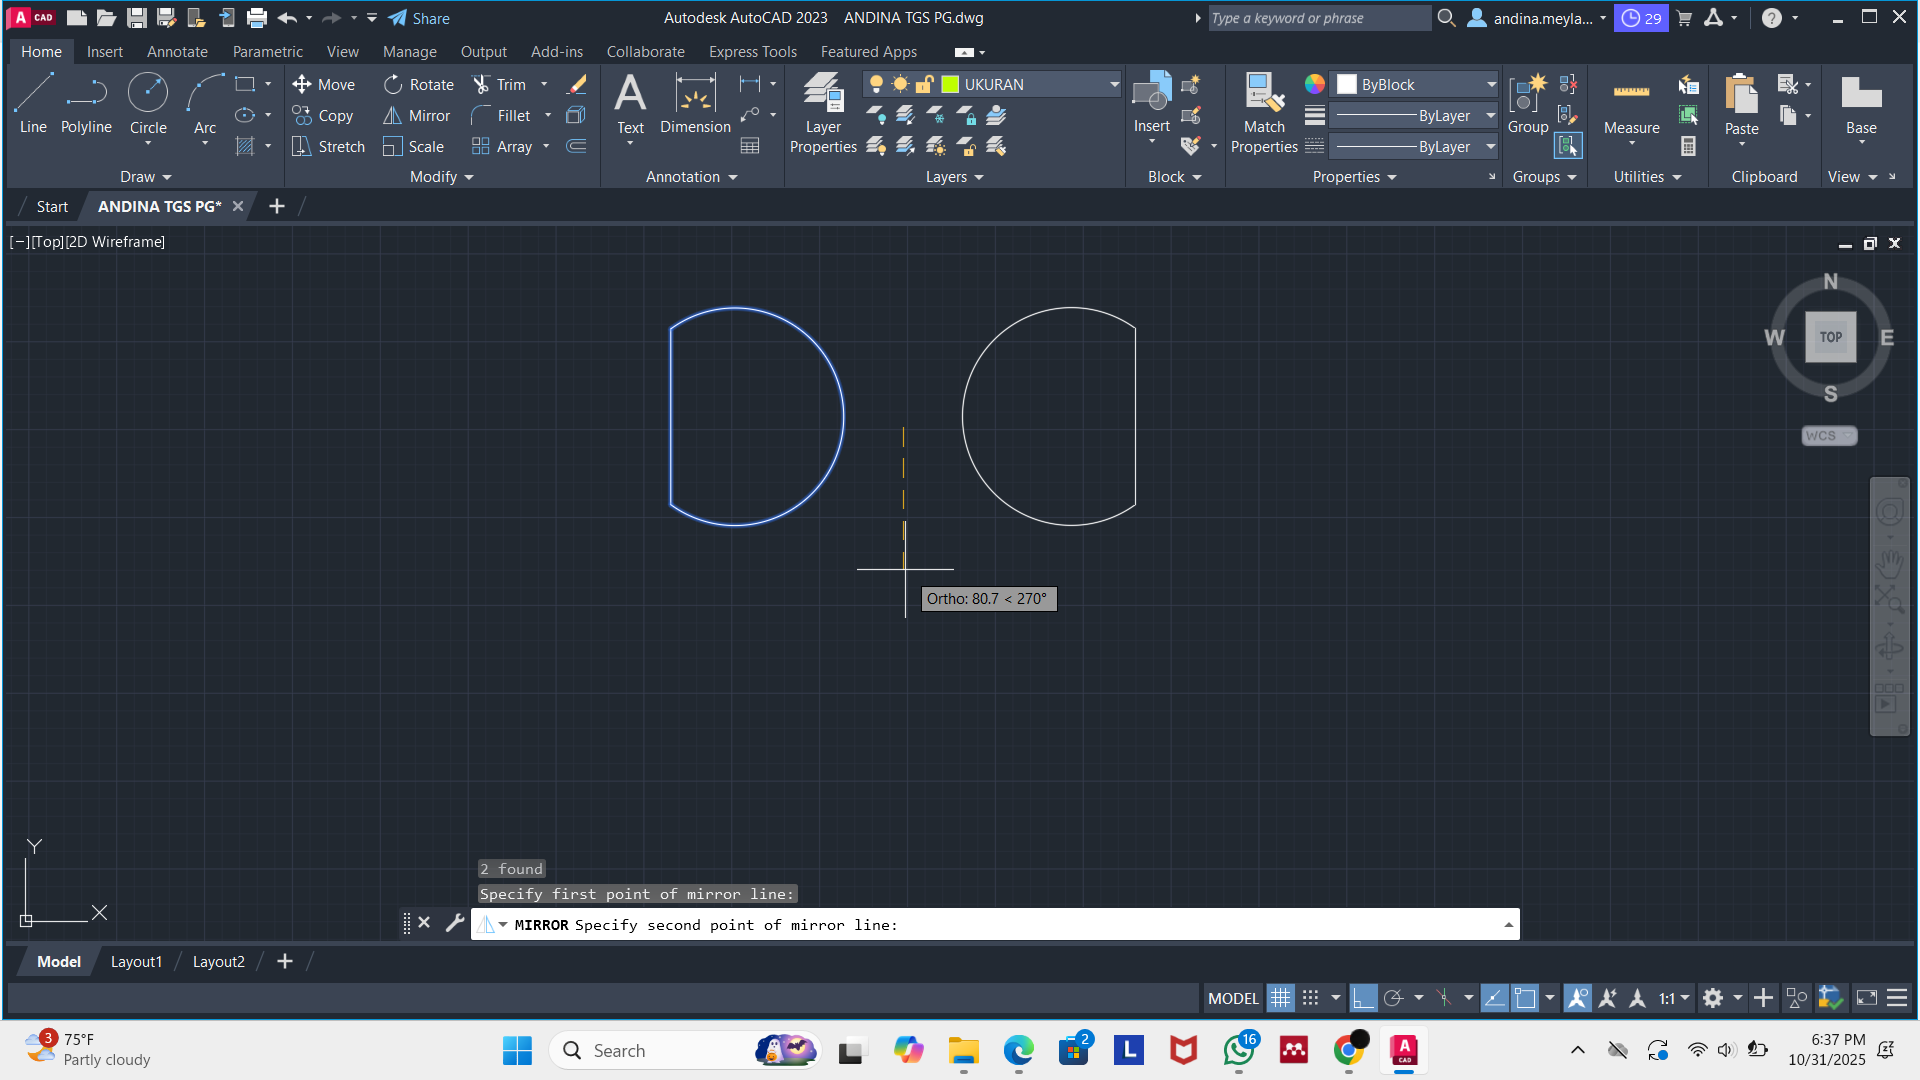 A CAD
Share
Autodesk AutoCAD 2023 ANDINA TGS PG.dwg
Type a keyword or phrase
andina.meyla...
29
Home Insert Annotate Parametric View Manage Output Add-ins Collaborate Express Tools Featured Apps
Line Polyline Circle Arc
Move Rotate Trim
Copy Mirror Fillet
Stretch Scale Array
Text Dimension
Layer Properties
UKURAN
Insert
Match Properties
ByBlock
ByLayer
ByLayer
Group
Measure
Paste
Base
Draw Modify Annotation Layers Block Properties Groups Utilities Clipboard View
Start ANDINA TGS PG*
[−][Top][2D Wireframe]
N
W TOP E
S
WCS
Ortho: 80.7 < 270°
Y
X
2 found
Specify first point of mirror line:
MIRROR Specify second point of mirror line:
Model Layout1 Layout2
MODEL 1:1
3
75°F
Partly cloudy
Search
2
L
16
A CAD
6:37 PM
10/31/2025